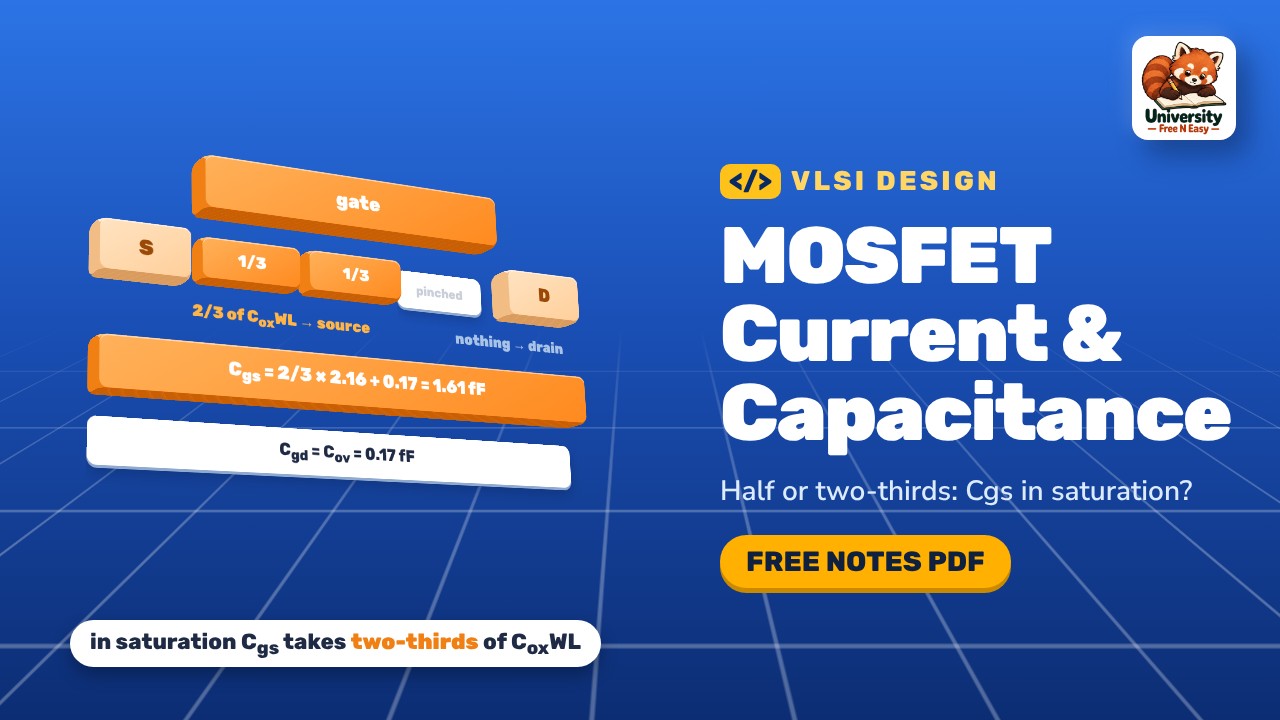 University
Free N Easy
</> VLSI DESIGN
MOSFET
Current &
Capacitance
Half or two-thirds: Cgs in saturation?
FREE NOTES PDF
gate
S
1/3
1/3
pinched
D
2/3 of CoxWL → source
nothing → drain
Cgs = 2/3 × 2.16 + 0.17 = 1.61 fF
Cgd = Cov = 0.17 fF
in saturation Cgs takes two-thirds of CoxWL